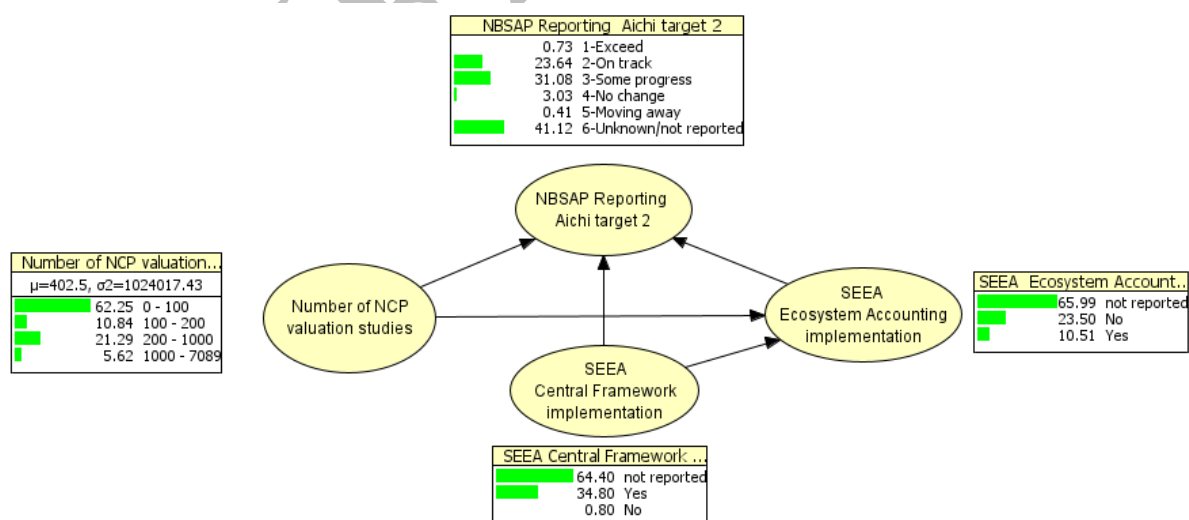 NBSAP Reporting Aichi target 2
0.73 1-Exceed
23.64 2-On track
31.08 3-Some progress
3.03 4-No change
0.41 5-Moving away
41.12 6-Unknown/not reported
NBSAP Reporting
Aichi target 2
Number of NCP valuation...
μ=402.5, σ2=1024017.43
62.25 0 - 100
10.84 100 - 200
21.29 200 - 1000
5.62 1000 - 7089
Number of NCP
valuation studies
SEEA
Ecosystem Accounting
implementation
SEEA Ecosystem Account...
65.99 not reported
23.50 No
10.51 Yes
SEEA
Central Framework
implementation
SEEA Central Framework ...
64.40 not reported
34.80 Yes
0.80 No